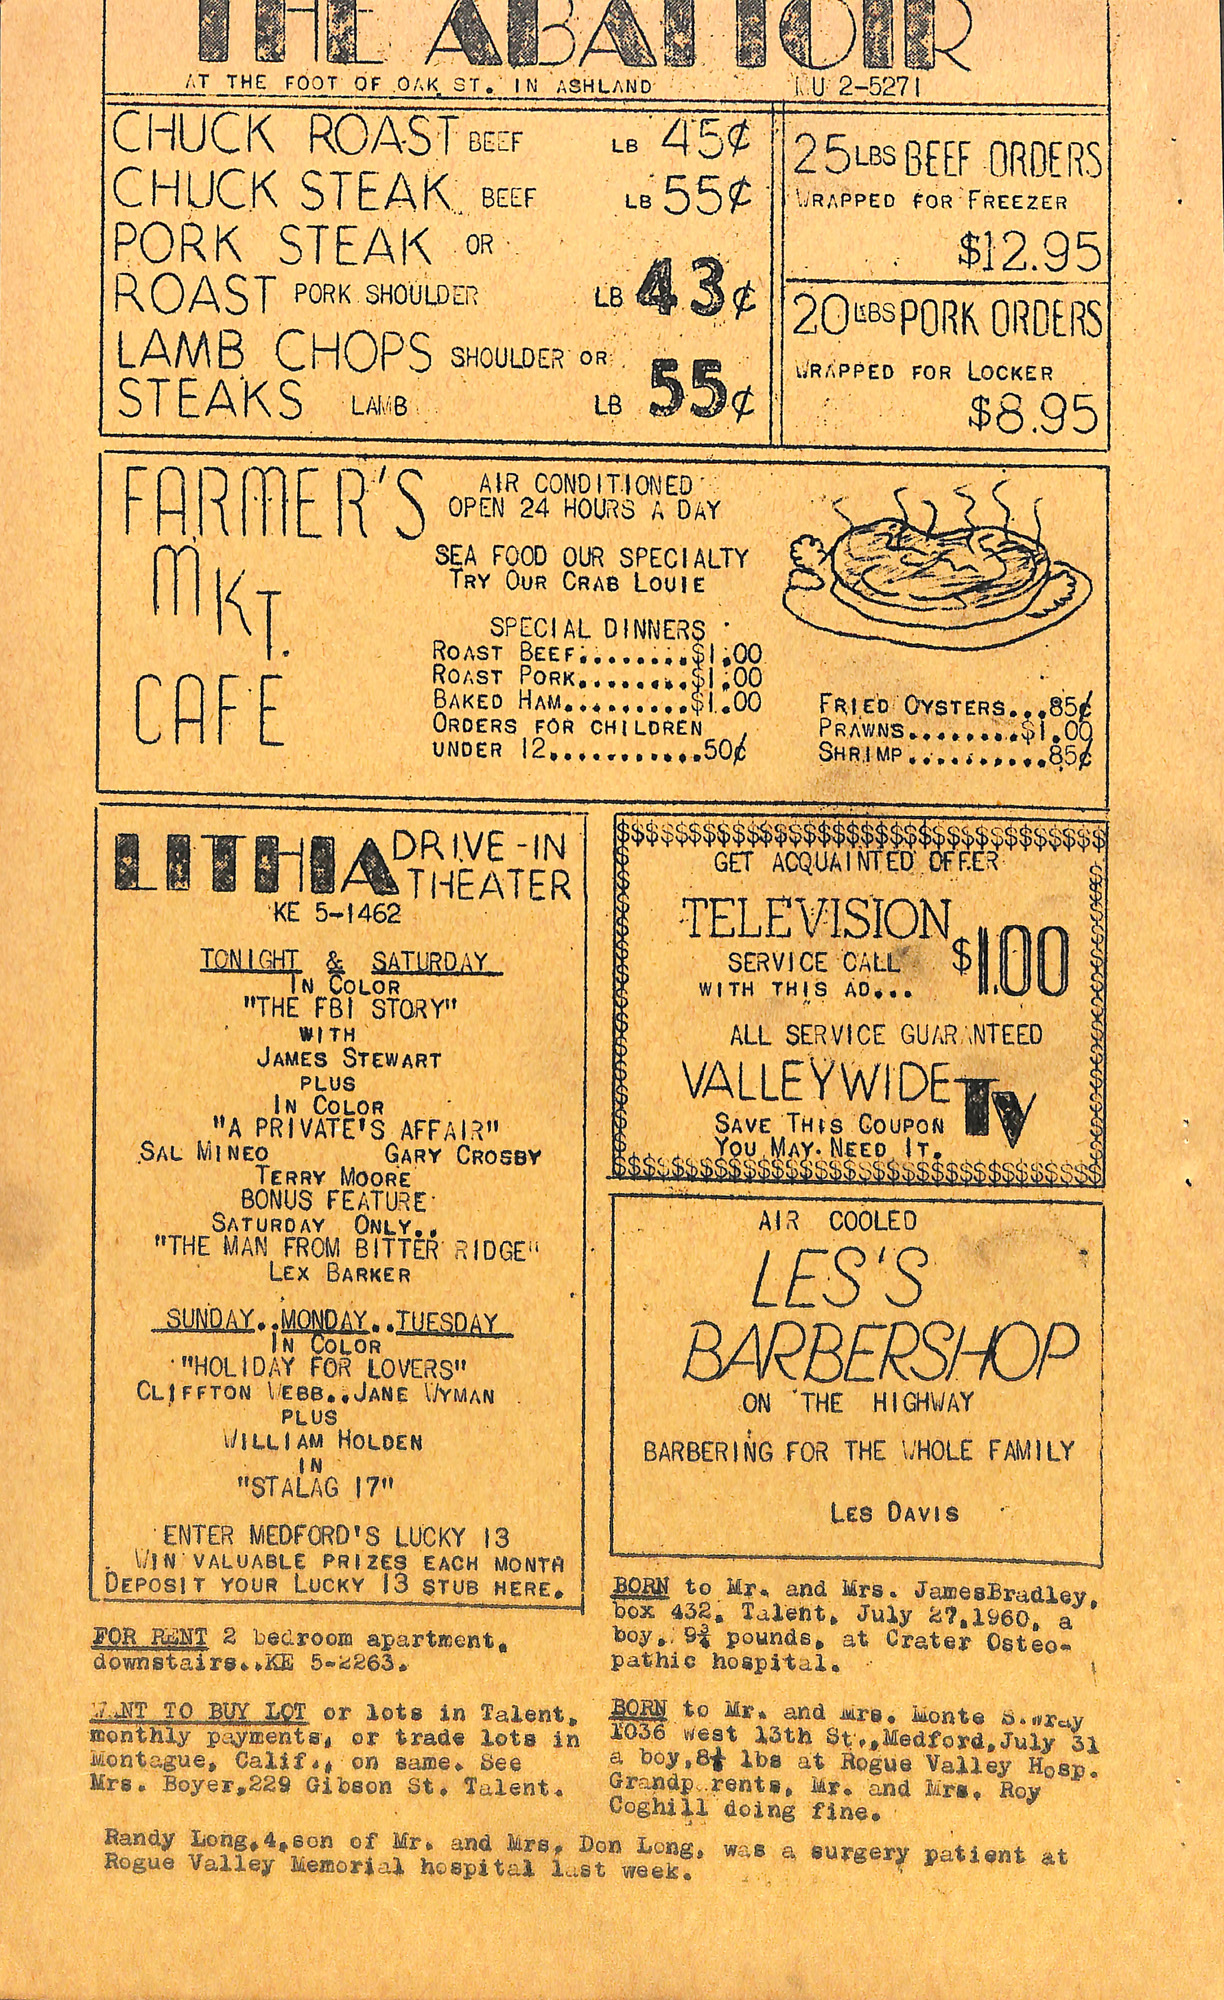 THE ABATTOIR
AT THE FOOT OF OAK ST. IN ASHLAND MU 2-5271
CHUCK ROAST BEEF LB 45¢
CHUCK STEAK BEEF LB 55¢
PORK STEAK OR
ROAST PORK SHOULDER LB 43¢
LAMB CHOPS SHOULDER OR
STEAKS LAMB LB 55¢
25 LBS BEEF ORDERS
WRAPPED FOR FREEZER
$12.95
20 LBS PORK ORDERS
WRAPPED FOR LOCKER
$8.95
FARMER'S
MKT.
CAFE
AIR CONDITIONED
OPEN 24 HOURS A DAY
SEA FOOD OUR SPECIALTY
TRY OUR CRAB LOUIE
SPECIAL DINNERS
ROAST BEEF........$1.00
ROAST PORK........$1.00
BAKED HAM.........$1.00
ORDERS FOR CHILDREN
UNDER 12............50¢
FRIED OYSTERS...85¢
PRAWNS........$1.00
SHRIMP..........85¢
LITHIA DRIVE-IN
THEATER
KE 5-1462
TONIGHT & SATURDAY
IN COLOR
"THE FBI STORY"
WITH
JAMES STEWART
PLUS
IN COLOR
"A PRIVATE'S AFFAIR"
SAL MINEO GARY CROSBY
TERRY MOORE
BONUS FEATURE
SATURDAY ONLY..
"THE MAN FROM BITTER RIDGE"
LEX BARKER
SUNDAY..MONDAY..TUESDAY
IN COLOR
"HOLIDAY FOR LOVERS"
CLIFFTON WEBB..JANE WYMAN
PLUS
WILLIAM HOLDEN
IN
"STALAG 17"
ENTER MEDFORD'S LUCKY 13
WIN VALUABLE PRIZES EACH MONTH
DEPOSIT YOUR LUCKY 13 STUB HERE.
$$$$$$$$$$$$$$$$$$$$$$$$$$$$$$$$$$
GET ACQUAINTED OFFER
TELEVISION
SERVICE CALL $1.00
WITH THIS AD...
ALL SERVICE GUARANTEED
VALLEYWIDE TV
SAVE THIS COUPON
YOU MAY NEED IT.
$$$$$$$$$$$$$$$$$$$$$$$$$$$$$$$$$$
AIR COOLED
LES'S
BARBERSHOP
ON THE HIGHWAY
BARBERING FOR THE WHOLE FAMILY
LES DAVIS
FOR RENT 2 bedroom apartment,
downstairs..KE 5-2263.
WANT TO BUY LOT or lots in Talent,
monthly payments, or trade lots in
Montague, Calif., on same. See
Mrs. Boyer,229 Gibson St. Talent.
BORN to Mr. and Mrs. JamesBradley,
box 432, Talent, July 27,1960, a
boy, 9¾ pounds, at Crater Osteo-
pathic hospital.
BORN to Mr. and Mrs. Monte S.Wray
1036 West 13th St.,Medford,July 31
a boy,8¼ lbs at Rogue Valley Hosp.
Grandparents, Mr. and Mrs. Roy
Coghill doing fine.
Randy Long,4,son of Mr. and Mrs. Don Long, was a surgery patient at
Rogue Valley Memorial hospital last week.